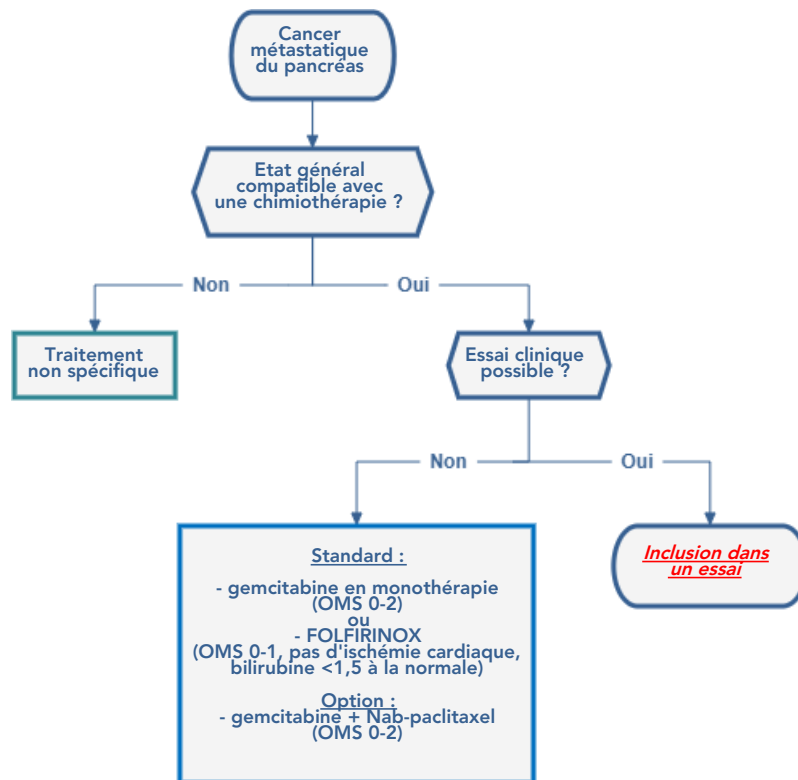 Cancer
métastatique
du pancréas
Etat général
compatible avec
une chimiothérapie ?
Non
Oui
Traitement
non spécifique
Essai clinique
possible ?
Non
Oui
Standard :
- gemcitabine en monothérapie
(OMS 0-2)
ou
- FOLFIRINOX
(OMS 0-1, pas d'ischémie cardiaque,
bilirubine <1,5 à la normale)
Option :
- gemcitabine + Nab-paclitaxel
(OMS 0-2)
Inclusion dans
un essai